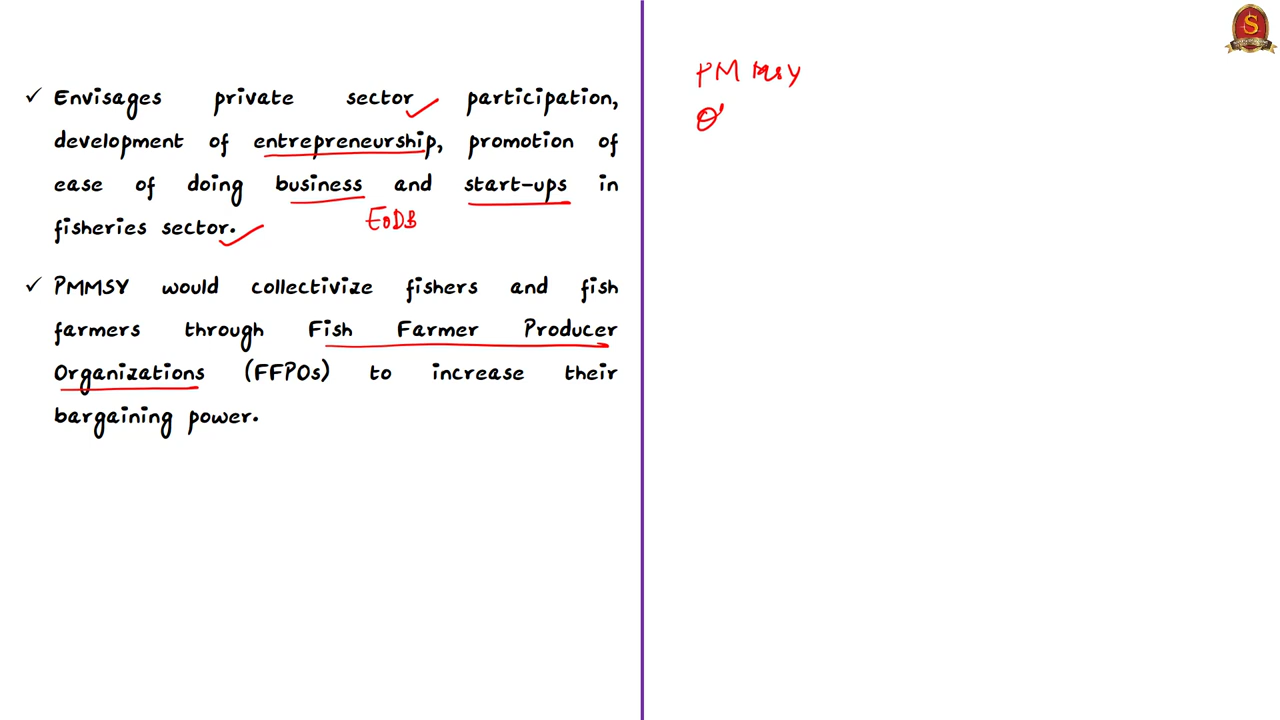 ✓ Envisages private sector participation,
development of entrepreneurship, promotion of
ease of doing business and start-ups in
fisheries sector.
EODB
✓ PMMSY would collectivize fishers and fish
farmers through Fish Farmer Producer
Organizations (FFPOs) to increase their
bargaining power.
PMMSY
S